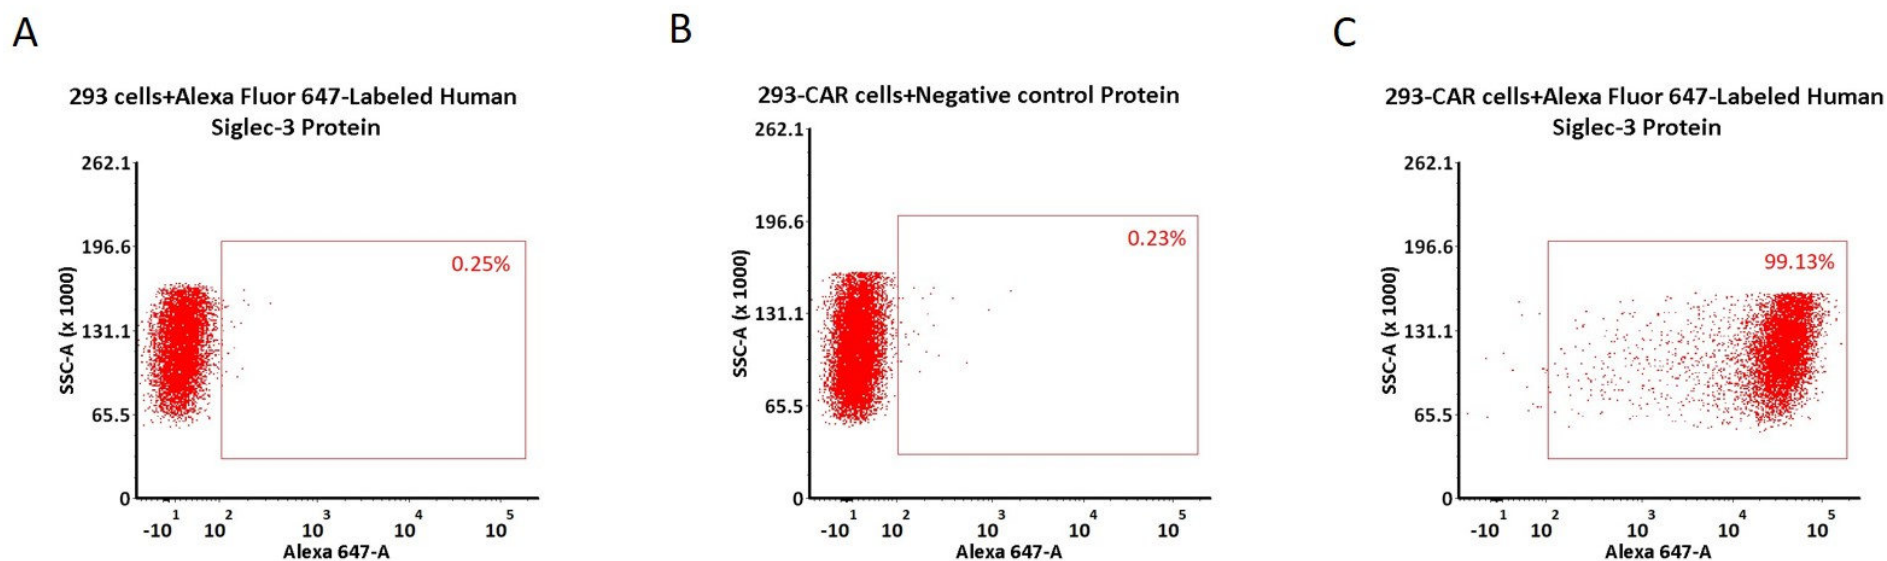 A
293 cells+Alexa Fluor 647-Labeled Human
Siglec-3 Protein
262.1
196.6
131.1
65.5
0
SSC-A (x 1000)
0.25%
-10 1 10 2 10 3 10 4 10 5
Alexa 647-A
B
293-CAR cells+Negative control Protein
262.1
196.6
131.1
65.5
0
SSC-A (x 1000)
0.23%
-10 1 10 2 10 3 10 4 10 5
Alexa 647-A
C
293-CAR cells+Alexa Fluor 647-Labeled Human
Siglec-3 Protein
262.1
196.6
131.1
65.5
0
SSC-A (x 1000)
99.13%
-10 1 10 2 10 3 10 4 10 5
Alexa 647-A